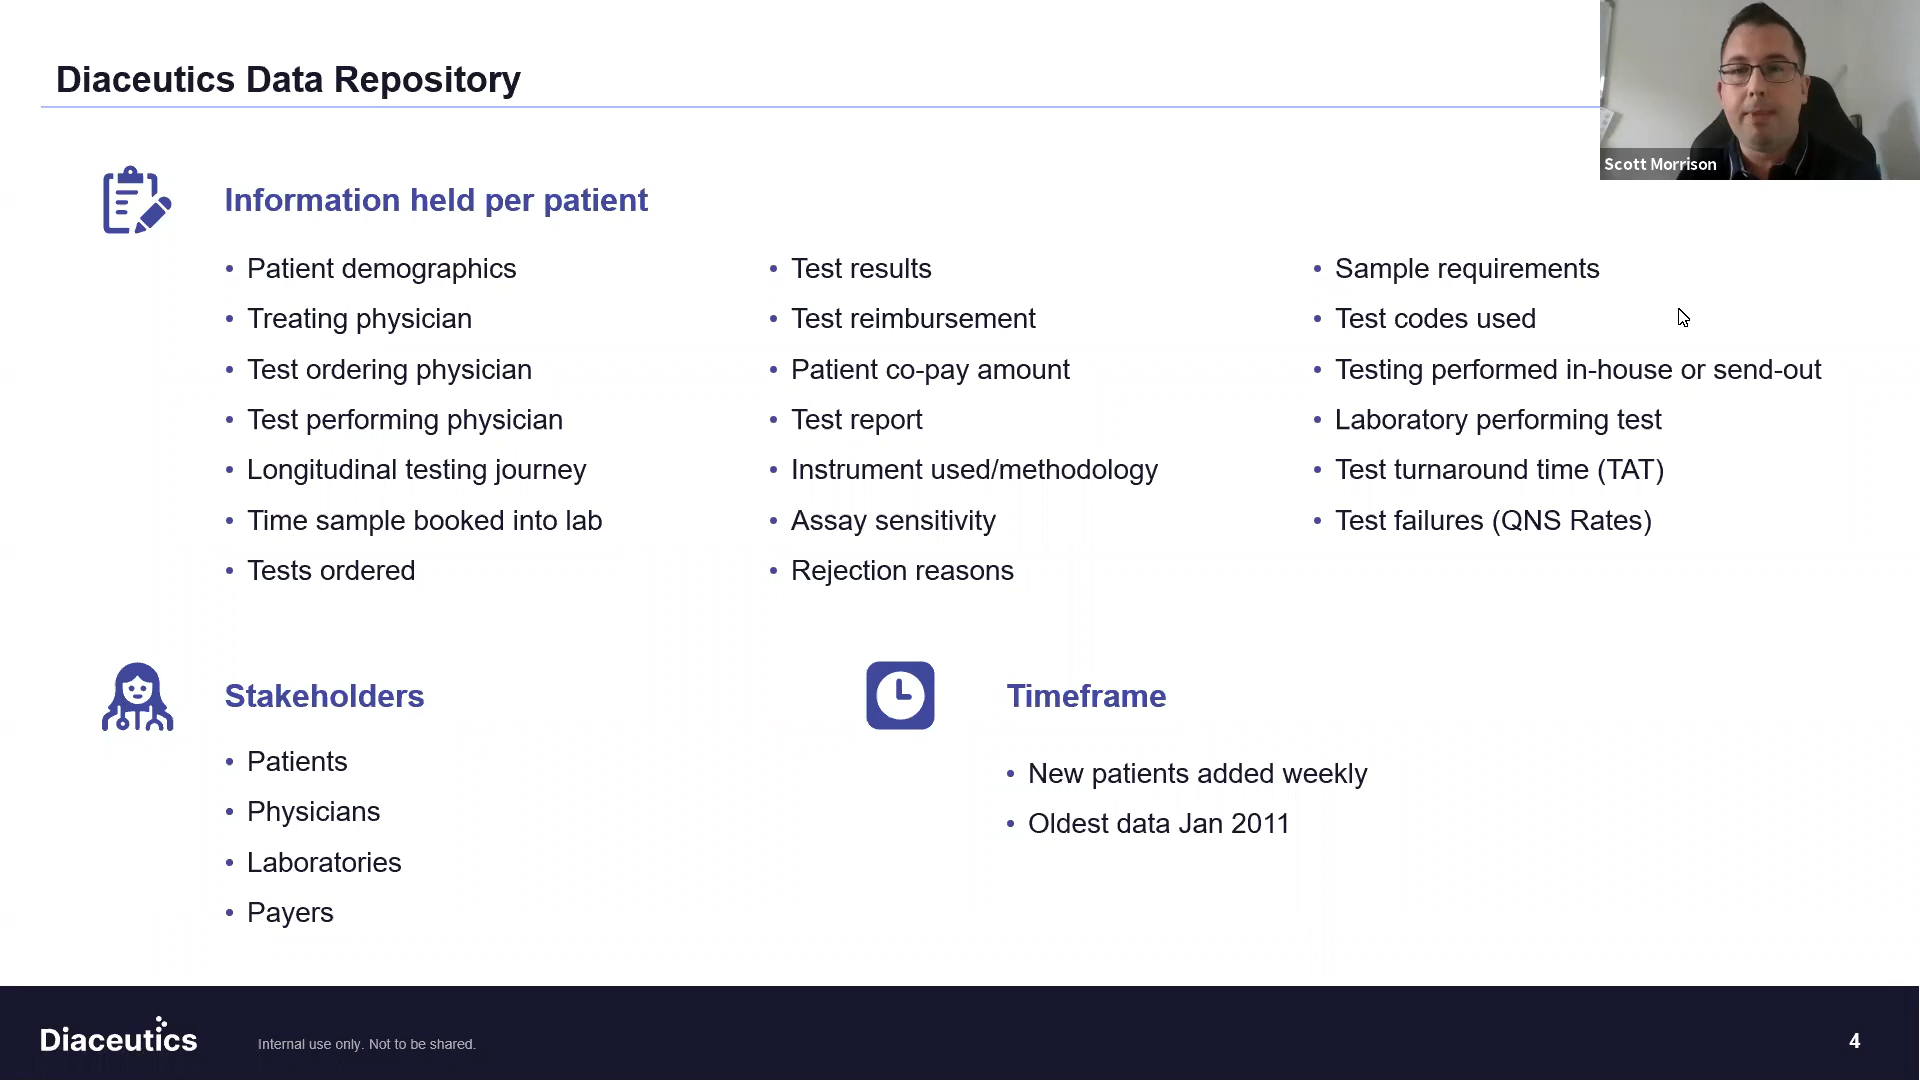 Diaceutics Data Repository
Scott Morrison
Information held per patient
• Patient demographics
• Treating physician
• Test ordering physician
• Test performing physician
• Longitudinal testing journey
• Time sample booked into lab
• Tests ordered
• Test results
• Test reimbursement
• Patient co-pay amount
• Test report
• Instrument used/methodology
• Assay sensitivity
• Rejection reasons
• Sample requirements
• Test codes used
• Testing performed in-house or send-out
• Laboratory performing test
• Test turnaround time (TAT)
• Test failures (QNS Rates)
Stakeholders
• Patients
• Physicians
• Laboratories
• Payers
Timeframe
• New patients added weekly
• Oldest data Jan 2011
Diaceutics
Internal use only. Not to be shared.
4